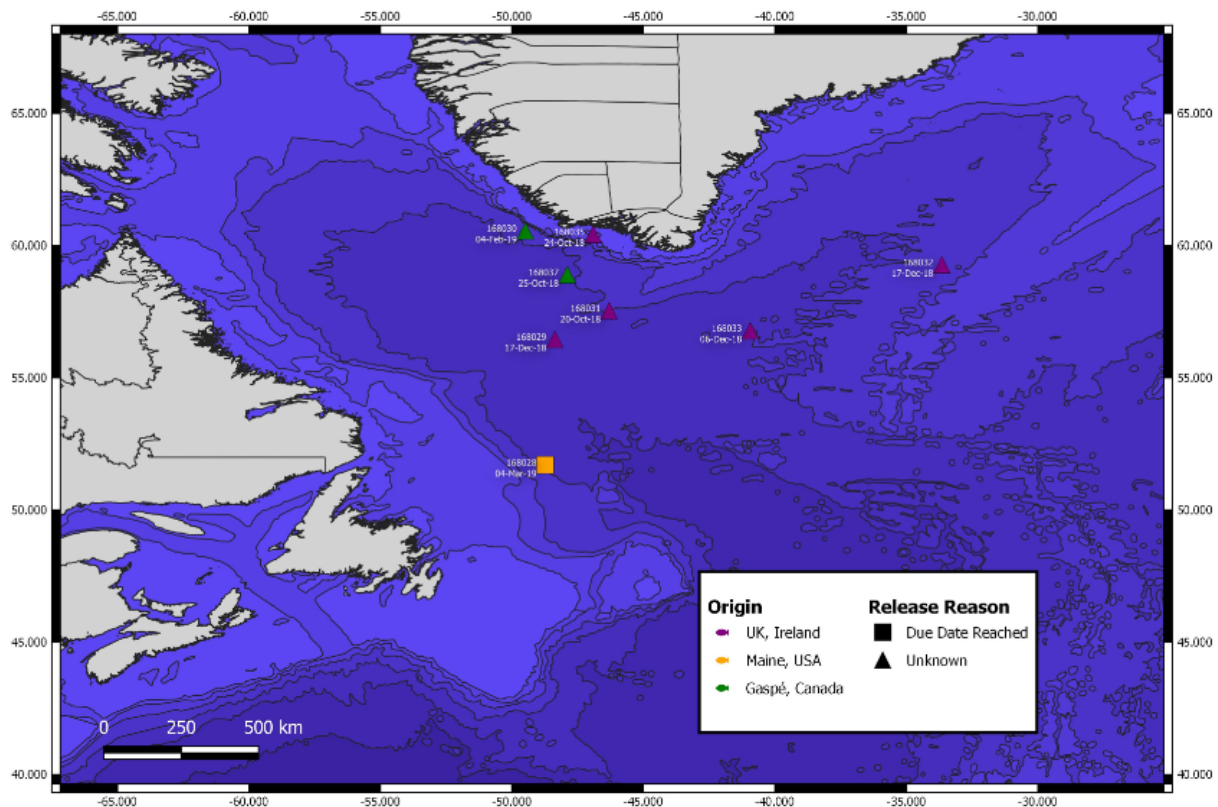 -65.000 -60.000 -55.000 -50.000 -45.000 -40.000 -35.000 -30.000
65.000 65.000
168030
04-Feb-19
168035
24-Oct-18
60.000 60.000
168032
17-Dec-18
168037
25-Oct-18
168031
20-Oct-18
168033
06-Dec-18
168029
17-Dec-18
55.000 55.000
168028
04-Mar-19
50.000 50.000
Origin Release Reason
UK, Ireland Due Date Reached
Maine, USA Unknown
Gaspé, Canada
45.000 45.000
0 250 500 km
40.000 40.000
-65.000 -60.000 -55.000 -50.000 -45.000 -40.000 -35.000 -30.000